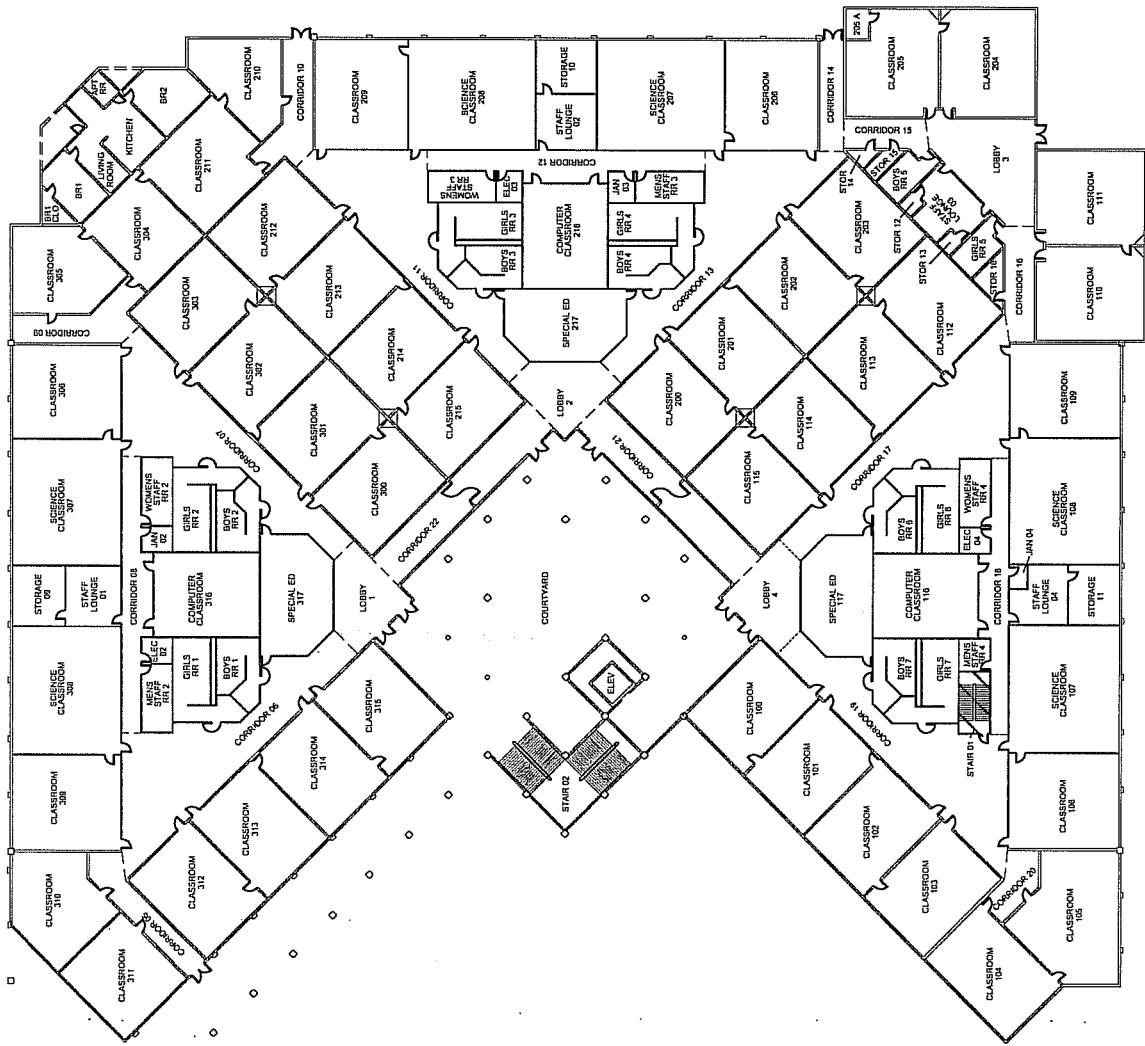 CLASSROOM
311
CLASSROOM
310
CORRIDOR 05
CLASSROOM
312
CLASSROOM
313
CLASSROOM
314
CLASSROOM
315
CORRIDOR 06
CLASSROOM
309
SCIENCE
CLASSROOM
308
STORAGE
09
STAFF
LOUNGE
01
SCIENCE
CLASSROOM
307
CLASSROOM
306
CORRIDOR 08
MENS
STAFF
RR 2
ELEC
02
GIRLS
RR 1
BOYS
RR 1
COMPUTER
CLASSROOM
316
JAN
02
WOMENS
STAFF
RR 2
GIRLS
RR 2
BOYS
RR 2
SPECIAL ED
317
LOBBY
1
CORRIDOR 07
CORRIDOR 09
CLASSROOM
305
CLASSROOM
304
CLASSROOM
303
CLASSROOM
302
CLASSROOM
301
CLASSROOM
300
CORRIDOR 22
BR1
CLO
BR1
LIVING
ROOM
KITCHEN
APT
RR
BR2
CLASSROOM
210
CLASSROOM
211
CLASSROOM
212
CLASSROOM
213
CLASSROOM
214
CLASSROOM
215
CORRIDOR 10
CORRIDOR 11
CLASSROOM
209
SCIENCE
CLASSROOM
208
STORAGE
10
STAFF
LOUNGE
02
SCIENCE
CLASSROOM
207
CLASSROOM
206
CORRIDOR 12
WOMENS
STAFF
RR 3
ELEC
03
GIRLS
RR 3
BOYS
RR 3
COMPUTER
CLASSROOM
216
JAN
03
MENS
STAFF
RR 3
GIRLS
RR 4
BOYS
RR 4
SPECIAL ED
217
LOBBY
2
CORRIDOR 13
CORRIDOR 14
205 A
CLASSROOM
205
CLASSROOM
204
CORRIDOR 15
LOBBY
3
STOR
14
STOR 15
BOYS
RR 5
STOR 12
STAFF
LOUNGE
03
STOR 13
GIRLS
RR 5
STOR 16
CORRIDOR 16
CLASSROOM
203
CLASSROOM
202
CLASSROOM
201
CLASSROOM
200
CORRIDOR 21
CLASSROOM
111
CLASSROOM
110
CLASSROOM
112
CLASSROOM
113
CLASSROOM
114
CLASSROOM
115
CORRIDOR 17
COURTYARD
ELEV
STAIR 02
LOBBY
4
SPECIAL ED
117
COMPUTER
CLASSROOM
116
BOYS
RR 6
GIRLS
RR 6
WOMENS
STAFF
RR 4
ELEC
04
BOYS
RR 7
GIRLS
RR 7
MENS
STAFF
RR 4
STAIR 01
CORRIDOR 18
JAN 04
STAFF
LOUNGE
04
STORAGE
11
CLASSROOM
109
SCIENCE
CLASSROOM
108
SCIENCE
CLASSROOM
107
CLASSROOM
106
CORRIDOR 19
CLASSROOM
100
CLASSROOM
101
CLASSROOM
102
CLASSROOM
103
CORRIDOR 20
CLASSROOM
105
CLASSROOM
104